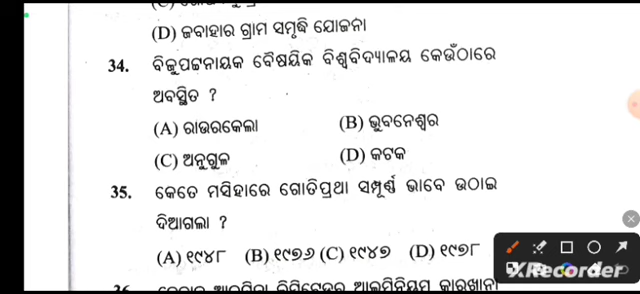 (D) ଜବାହାର ଗ୍ରାମ ସମୃଦ୍ଧି ଯୋଜନା
34. ବିଜୁପଟ୍ଟନାୟକ ବୈଷୟିକ ବିଶ୍ୱବିଦ୍ୟାଳୟ କେଉଁଠାରେ
ଅବସ୍ଥିତ ?
(A) ରାଉରକେଲା (B) ଭୁବନେଶ୍ୱର
(C) ଅନୁଗୁଳ (D) କଟକ
35. କେତେ ମସିହାରେ ଗୋତିପ୍ରଥା ସମ୍ପୂର୍ଣ୍ଣ ଭାବେ ଉଠାଇ
ଦିଆଗଲା ?
(A) ୧୯୪୮ (B) ୧୯୭୬ (C) ୧୯୪୭ (D) ୧୯୭୮
XRecorder